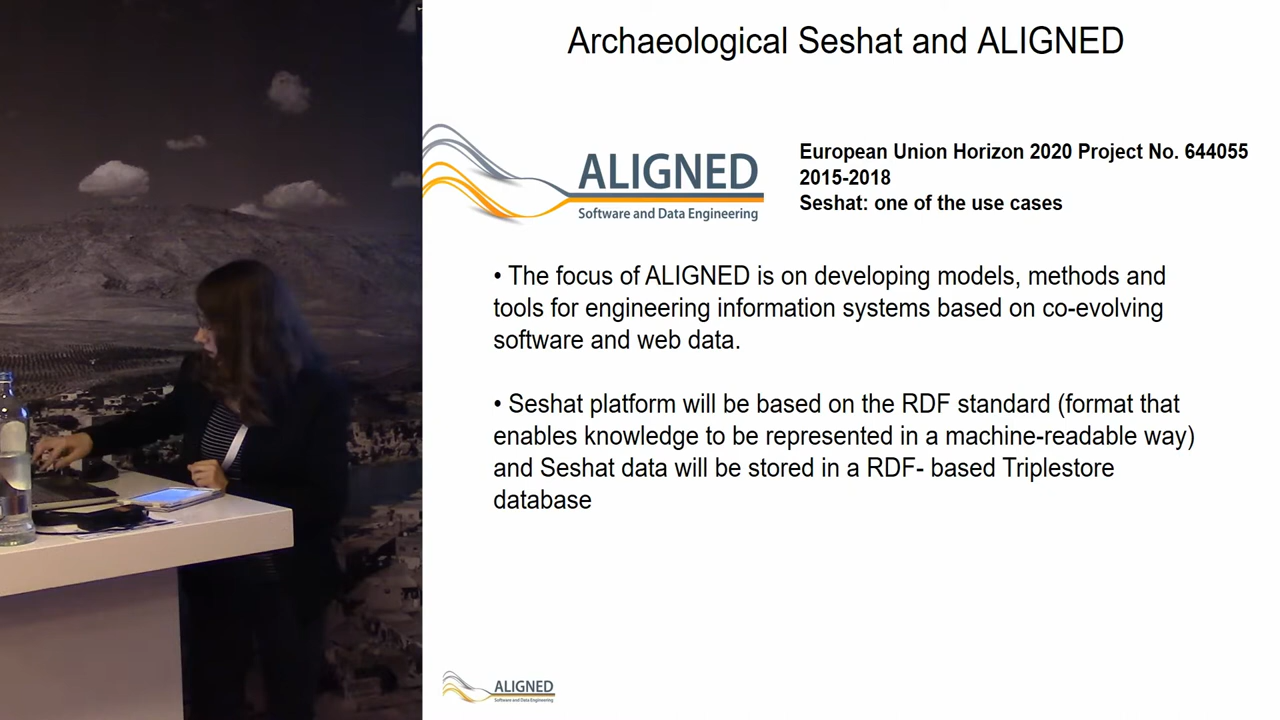 Archaeological Seshat and ALIGNED
ALIGNED
Software and Data Engineering
European Union Horizon 2020 Project No. 644055
2015-2018
Seshat: one of the use cases
• The focus of ALIGNED is on developing models, methods and
tools for engineering information systems based on co-evolving
software and web data.
• Seshat platform will be based on the RDF standard (format that
enables knowledge to be represented in a machine-readable way)
and Seshat data will be stored in a RDF- based Triplestore
database
ALIGNED
Software and Data Engineering